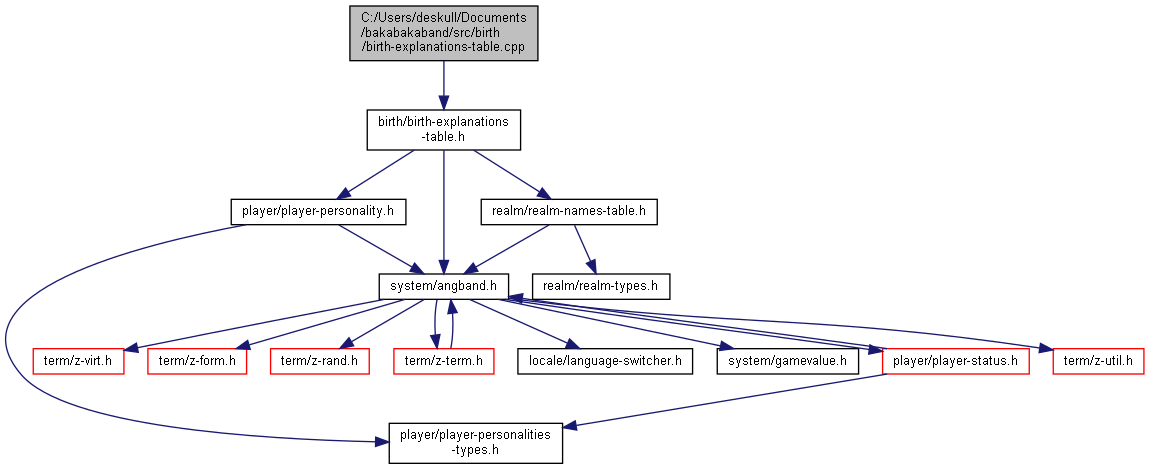 C:/Users/deskull/Documents
/bakabakaband/src/birth
/birth-explanations-table.cpp
birth/birth-explanations
-table.h
player/player-personality.h
realm/realm-names-table.h
system/angband.h
realm/realm-types.h
term/z-virt.h
term/z-form.h
term/z-rand.h
term/z-term.h
locale/language-switcher.h
system/gamevalue.h
player/player-status.h
term/z-util.h
player/player-personalities
-types.h